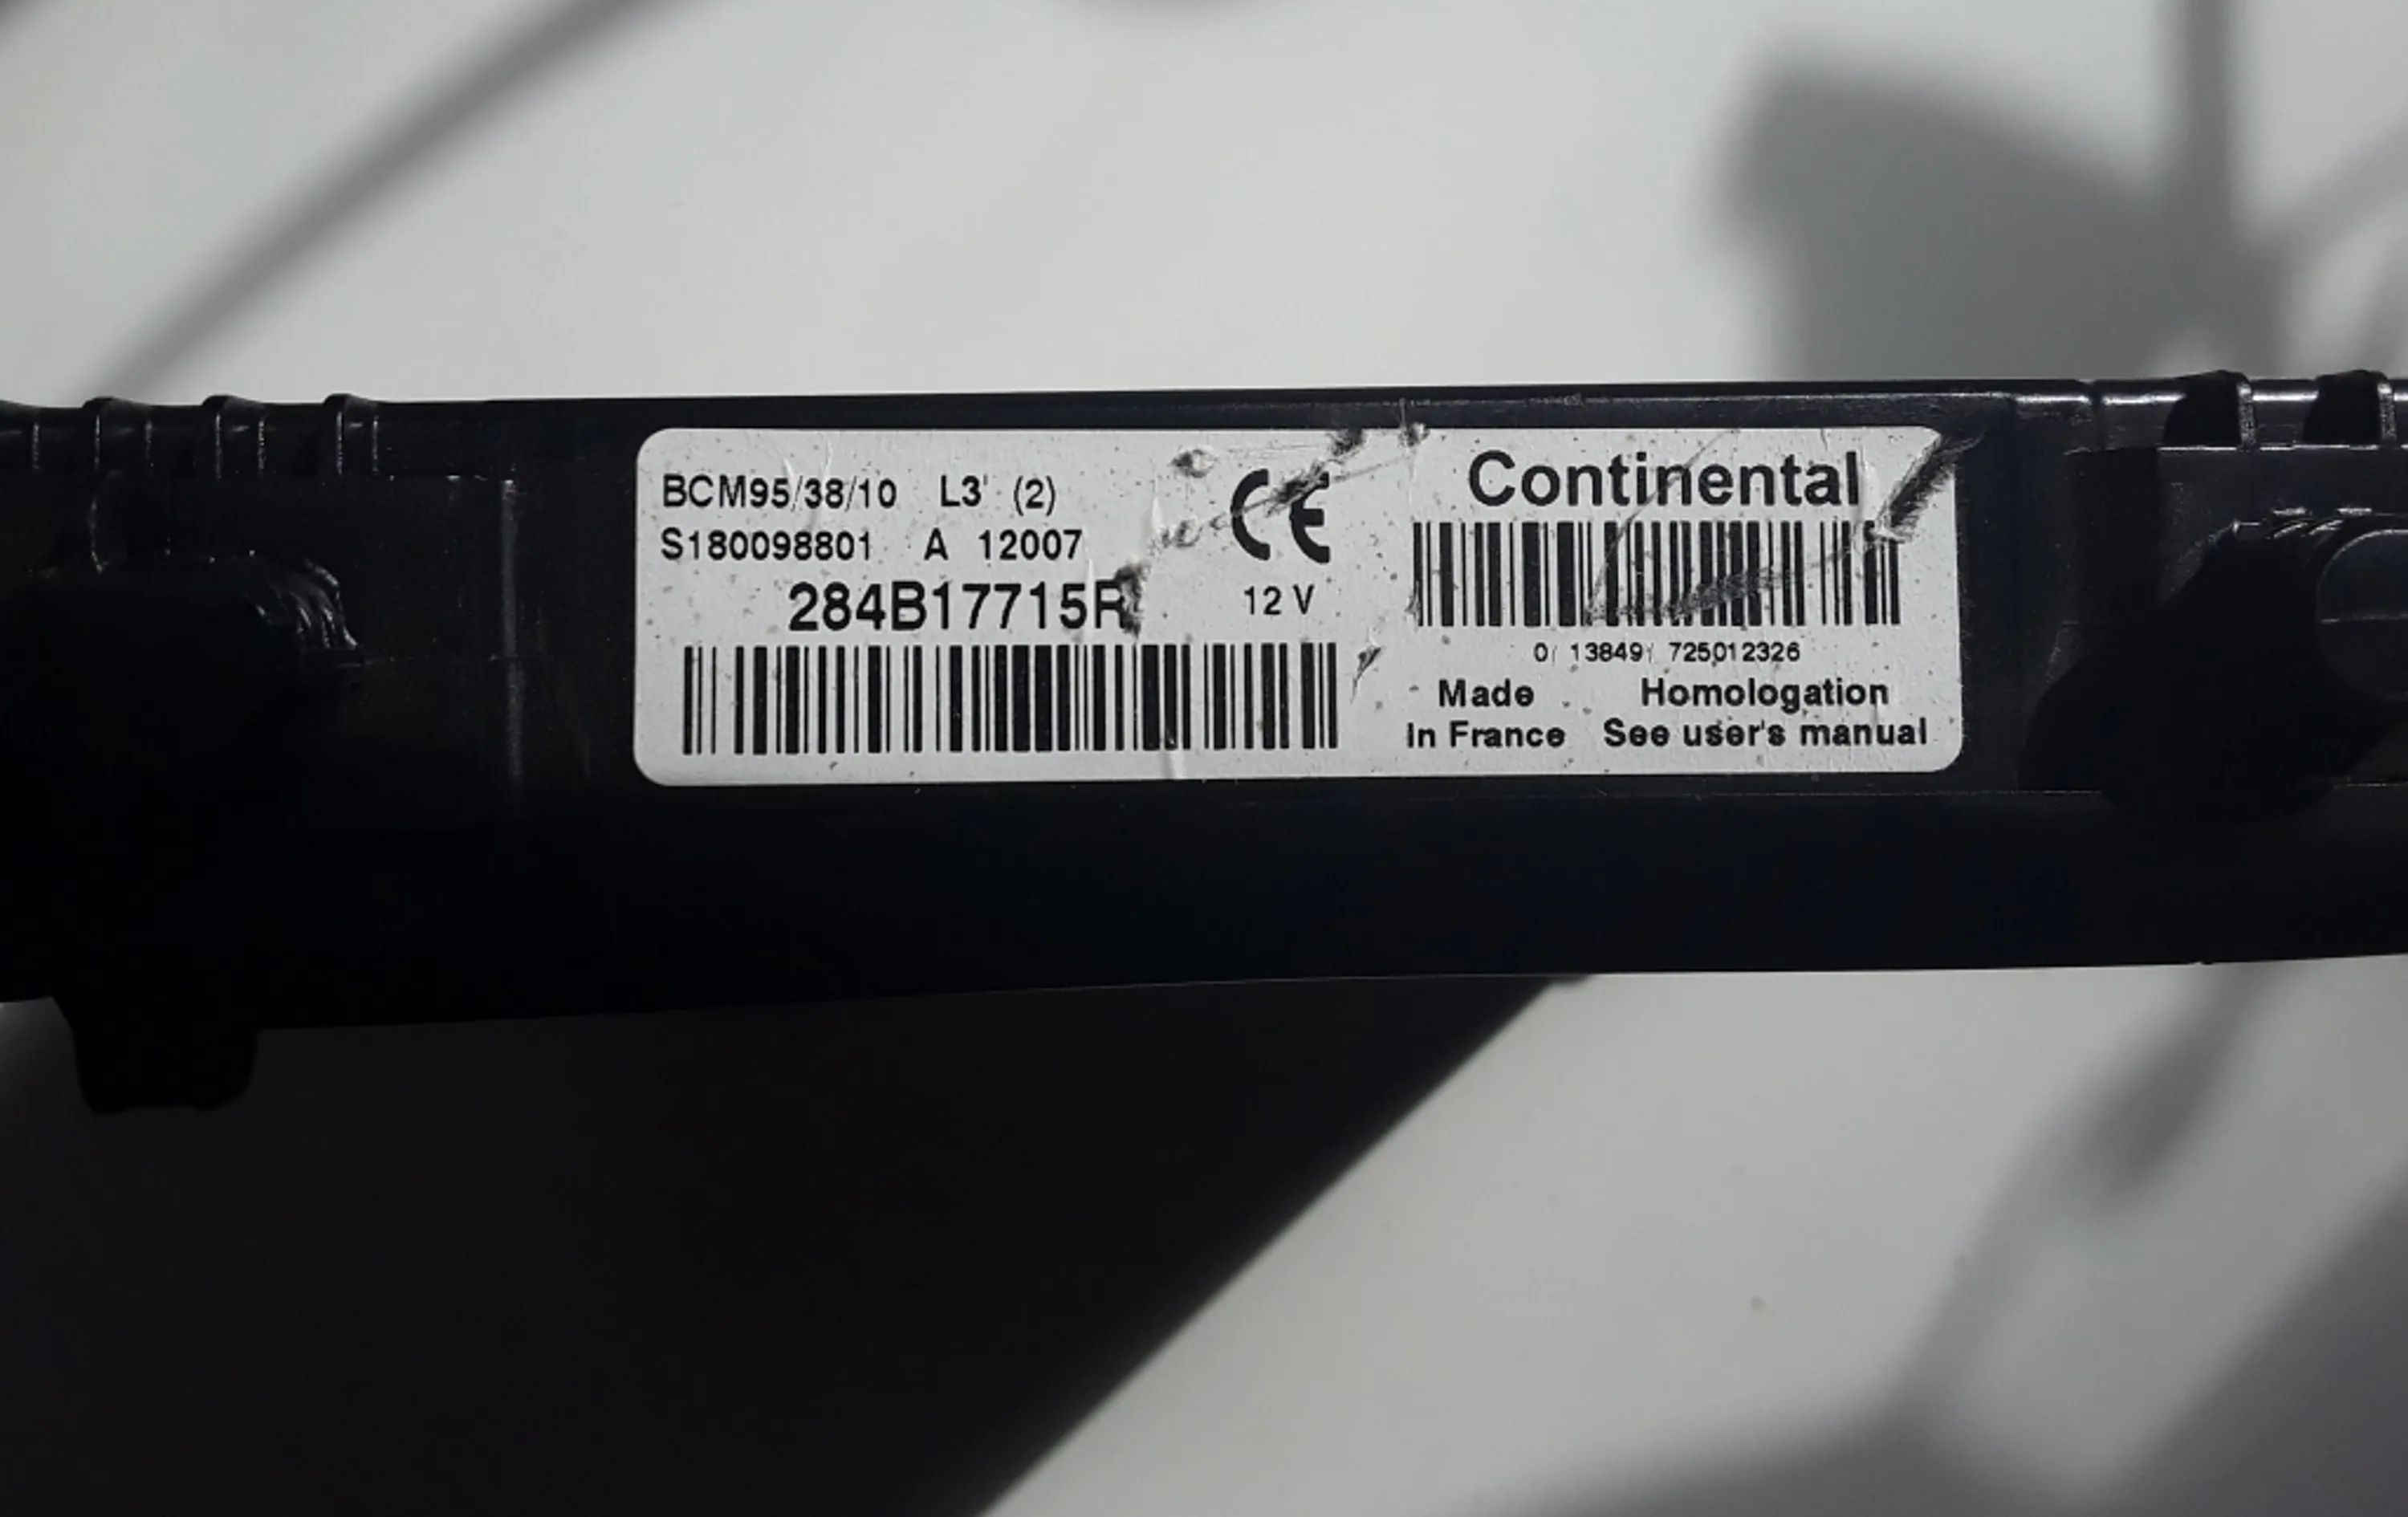 BCM95/38/10 L3' (2)
S180098801 A 12007
284B17715R
CE
12 V
Continental
0 13849 725012326
Made
in France
Homologation
See user's manual